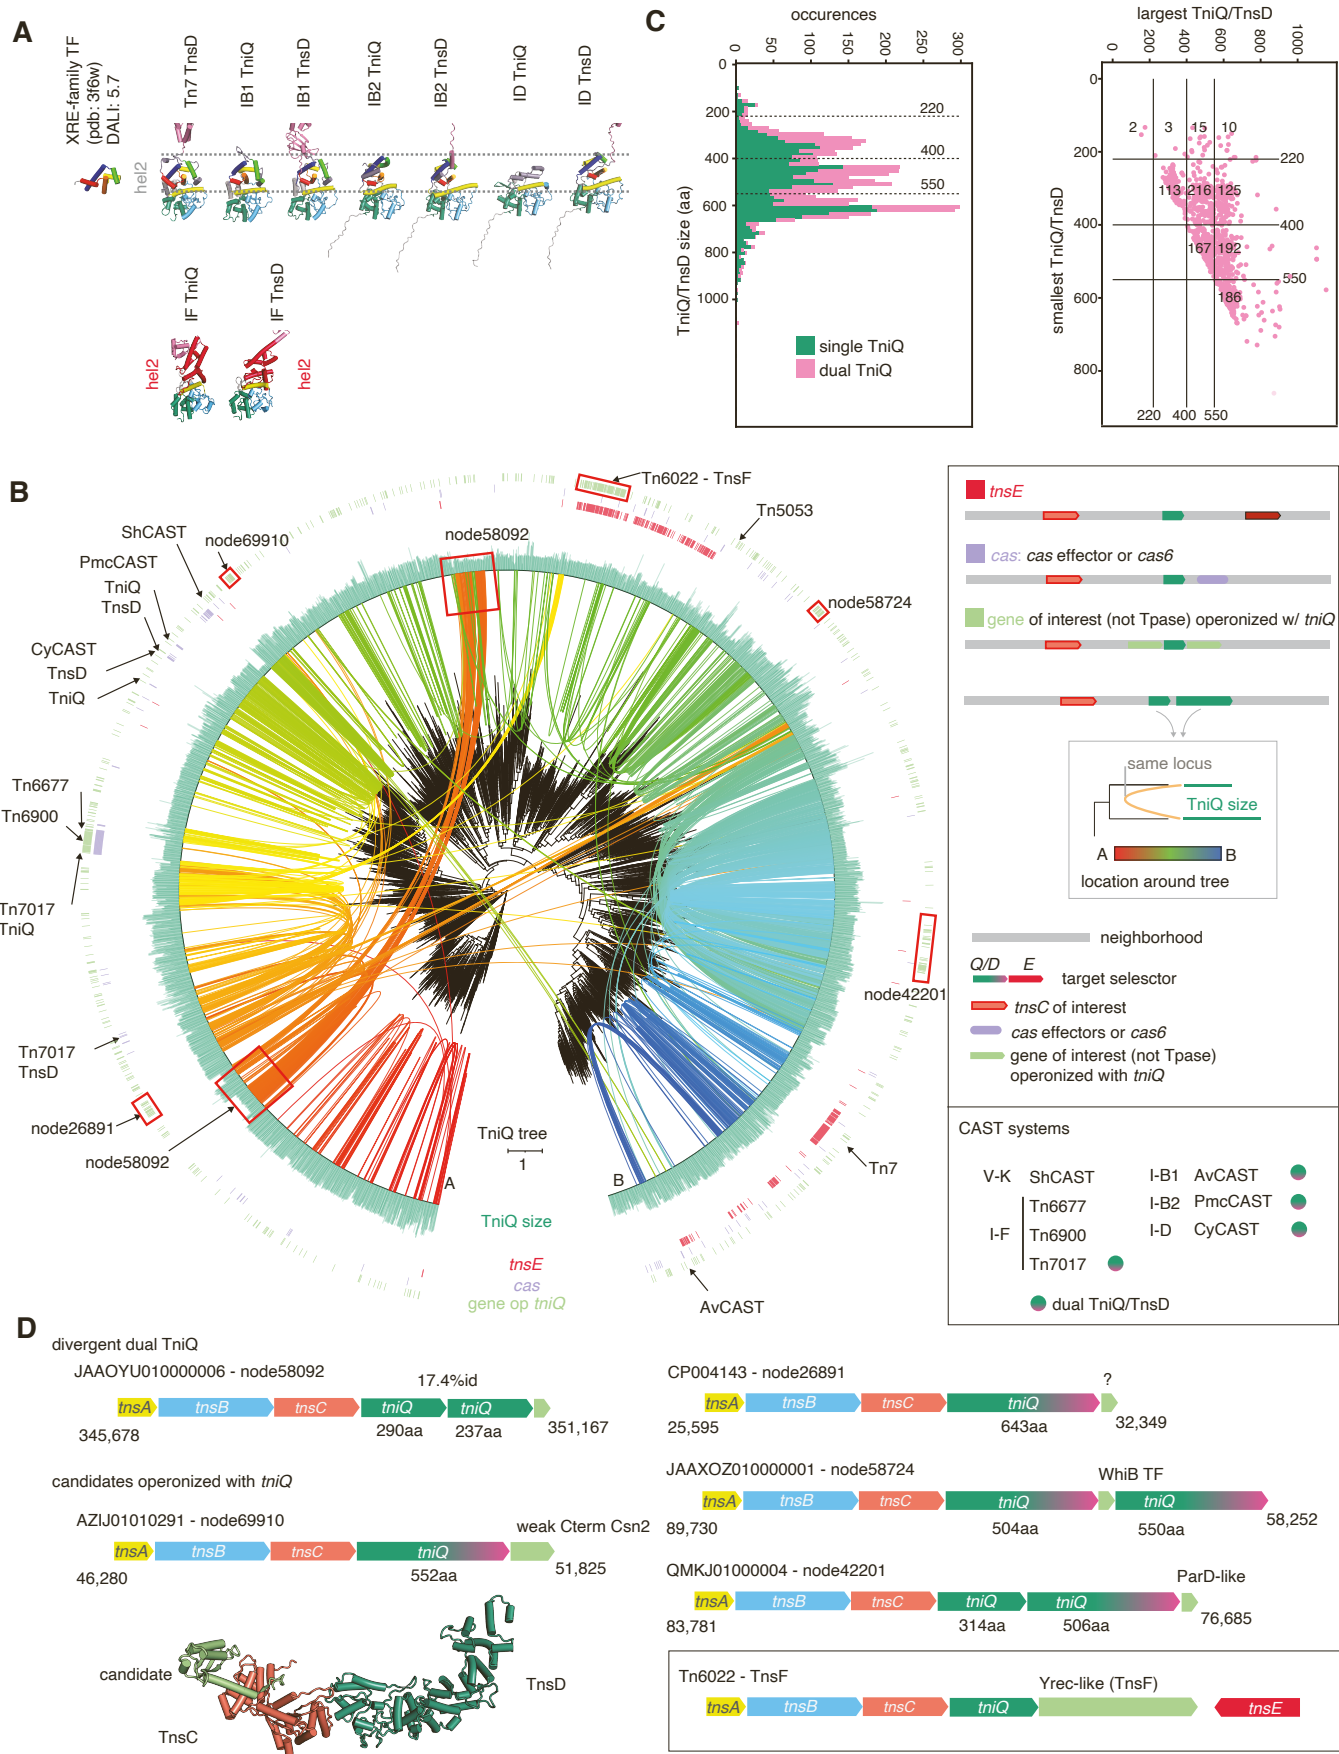 A
XRE-family TF
(pdb: 3f6w)
DALI: 5.7
Tn7 TnsD
IB1 TniQ
IB1 TnsD
IB2 TniQ
IB2 TnsD
ID TniQ
ID TnsD
hel2
IF TniQ
IF TnsD
hel2
hel2
C
occurences
0
50
100
150
200
250
300
0
200
400
600
800
1000
TniQ/TnsD size (aa)
220
400
550
single TniQ
dual TniQ
largest TniQ/TnsD
0
200
400
600
800
1000
0
200
400
600
800
smallest TniQ/TnsD
2
3
15
10
220
113
216
125
400
167
192
550
186
220
400
550
B
Tn6022 - TnsF
Tn5053
node58092
ShCAST
node69910
PmcCAST
TniQ
TnsD
CyCAST
TnsD
TniQ
node58724
Tn6677
Tn6900
Tn7017
TniQ
node42201
Tn7017
TnsD
node26891
node58092
Tn7
AvCAST
TniQ tree
1
A
B
TniQ size
tnsE
cas
gene op tniQ
tnsE
cas: cas effector or cas6
gene of interest (not Tpase) operonized w/ tniQ
same locus
TniQ size
A
B
location around tree
neighborhood
Q/D
E
target selesctor
tnsC of interest
cas effectors or cas6
gene of interest (not Tpase)
operonized with tniQ
CAST systems
V-K
ShCAST
I-F
Tn6677
Tn6900
Tn7017
I-B1
AvCAST
I-B2
PmcCAST
I-D
CyCAST
dual TniQ/TnsD
D
divergent dual TniQ
JAAOYU010000006 - node58092
17.4%id
tnsA
tnsB
tnsC
tniQ
tniQ
345,678
290aa
237aa
351,167
candidates operonized with tniQ
AZIJ01010291 - node69910
weak Cterm Csn2
tnsA
tnsB
tnsC
tniQ
46,280
552aa
51,825
candidate
TnsC
TnsD
CP004143 - node26891
?
tnsA
tnsB
tnsC
tniQ
25,595
643aa
32,349
JAAXOZ010000001 - node58724
WhiB TF
tnsA
tnsB
tnsC
tniQ
tniQ
89,730
504aa
550aa
58,252
QMKJ01000004 - node42201
ParD-like
tnsA
tnsB
tnsC
tniQ
tniQ
83,781
314aa
506aa
76,685
Tn6022 - TnsF
Yrec-like (TnsF)
tnsA
tnsB
tnsC
tniQ
tnsE